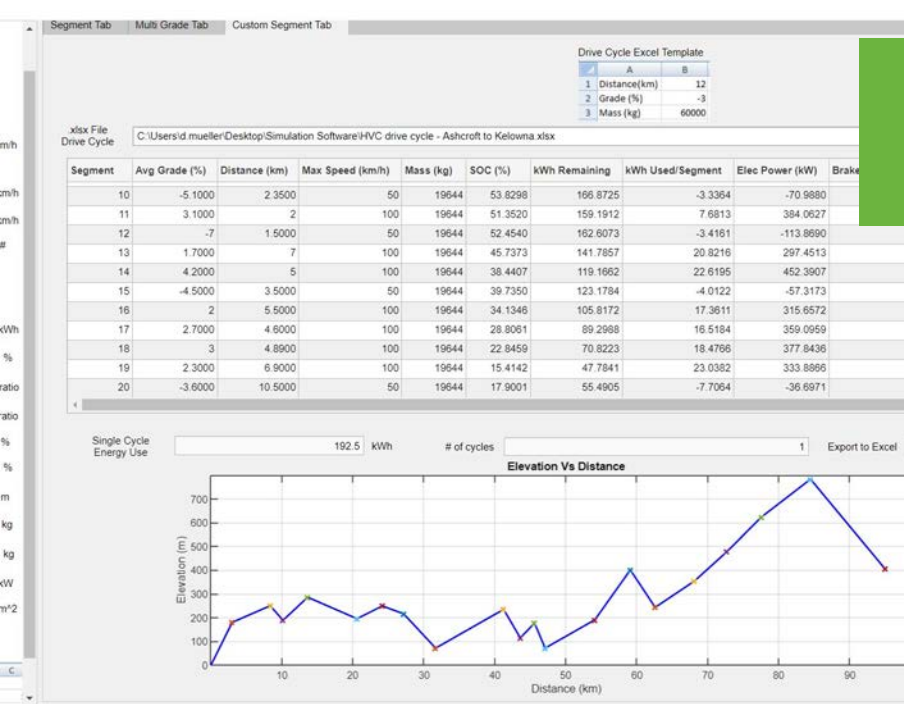 Segment Tab Multi Grade Tab Custom Segment Tab
Drive Cycle Excel Template
A B
1 Distance(km) 12
2 Grade (%) -3
3 Mass (kg) 60000
.xlsx File
Drive Cycle
C:\Users\d.mueller\Desktop\Simulation Software\HVC drive cycle - Ashcroft to Kelowna.xlsx
Segment Avg Grade (%) Distance (km) Max Speed (km/h) Mass (kg) SOC (%) kWh Remaining kWh Used/Segment Elec Power (kW) Brake
10 -5.1000 2.3500 50 19644 53.8298 166.8725 -3.3364 -70.9880
11 3.1000 2 100 19644 51.3520 159.1912 7.6813 384.0627
12 -7 1.5000 50 19644 52.4540 162.6073 -3.4161 -113.8690
13 1.7000 7 100 19644 45.7373 141.7857 20.8216 297.4513
14 4.2000 5 100 19644 38.4407 119.1662 22.6195 452.3907
15 -4.5000 3.5000 50 19644 39.7350 123.1784 -4.0122 -57.3173
16 2 5.5000 100 19644 34.1346 105.8172 17.3611 315.6572
17 2.7000 4.6000 100 19644 28.8061 89.2988 16.5184 359.0959
18 3 4.8900 100 19644 22.8459 70.8223 18.4766 377.8436
19 2.3000 6.9000 100 19644 15.4142 47.7841 23.0382 333.8866
20 -3.6000 10.5000 50 19644 17.9001 55.4905 -7.7064 -36.6971
m/h
km/h
km/h
#
kWh
%
ratio
ratio
%
%
m
kg
kg
kW
m^2
C
Single Cycle
Energy Use
192.5 kWh # of cycles 1 Export to Excel
Elevation Vs Distance
Elevation (m)
700
600
500
400
300
200
100
0
10 20 30 40 50 60 70 80 90
Distance (km)